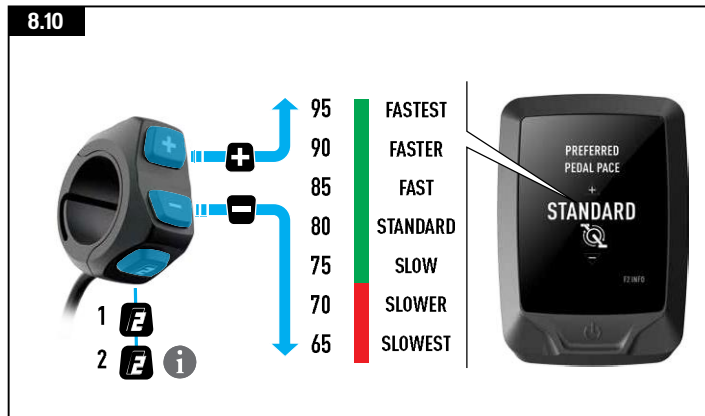 8.10
+
-
F
+
-
1 F
2 F i
95 FASTEST
90 FASTER
85 FAST
80 STANDARD
75 SLOW
70 SLOWER
65 SLOWEST
PREFERRED
PEDAL PACE
+
STANDARD
-
F2 INFO